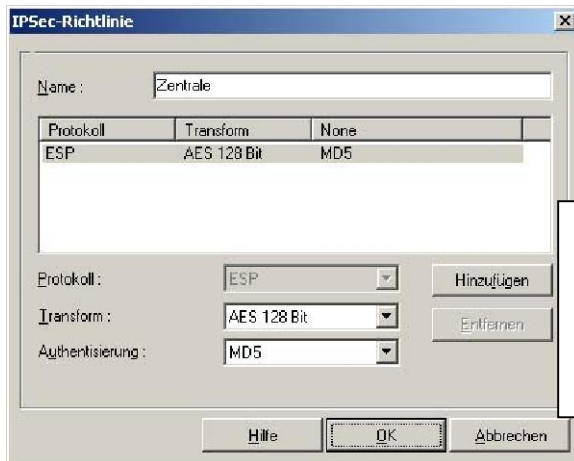 IPSec-Richtlinie
Name : Zentrale
Protokoll Transform None
ESP AES 128 Bit MD5
Protokoll : ESP Hinzufügen
Transform : AES 128 Bit Entfernen
Authentisierung : MD5
Hilfe OK Abbrechen